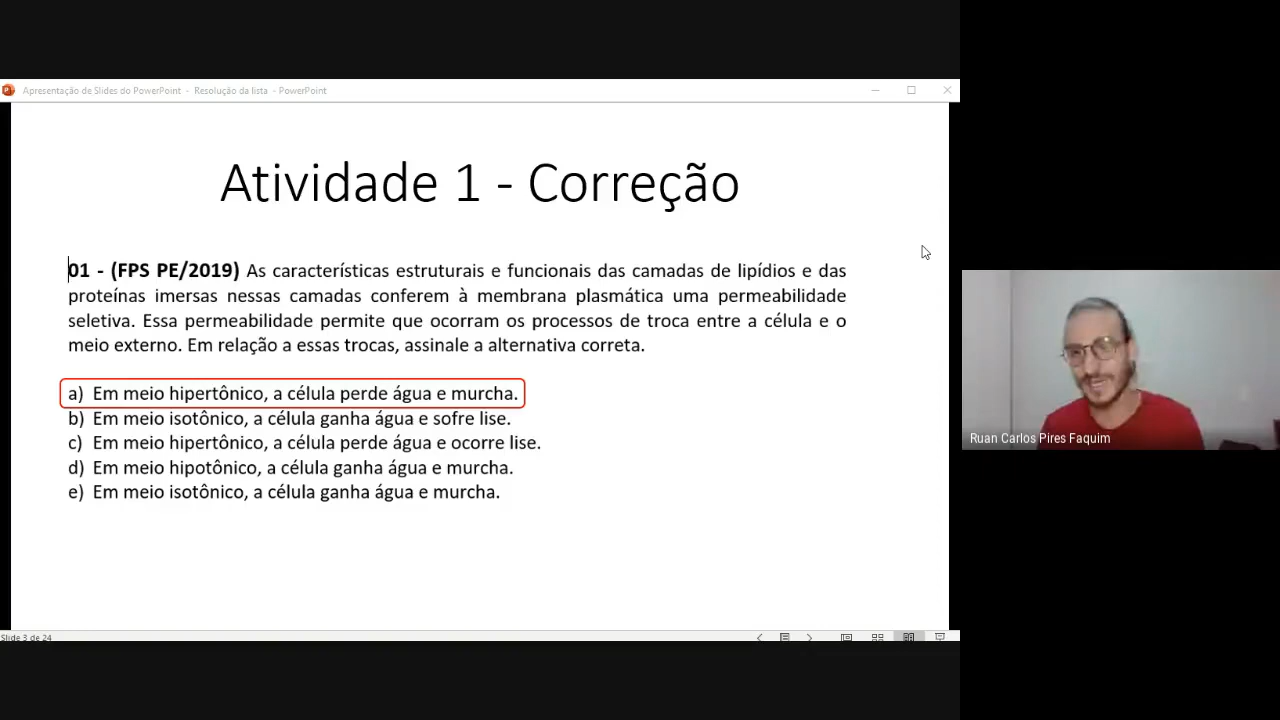 Apresentação de Slides do PowerPoint - Resolução da lista - PowerPoint
Atividade 1 - Correção
01 - (FPS PE/2019) As características estruturais e funcionais das camadas de lipídios e das
proteínas imersas nessas camadas conferem à membrana plasmática uma permeabilidade
seletiva. Essa permeabilidade permite que ocorram os processos de troca entre a célula e o
meio externo. Em relação a essas trocas, assinale a alternativa correta.
a) Em meio hipertônico, a célula perde água e murcha.
b) Em meio isotônico, a célula ganha água e sofre lise.
c) Em meio hipertônico, a célula perde água e ocorre lise.
d) Em meio hipotônico, a célula ganha água e murcha.
e) Em meio isotônico, a célula ganha água e murcha.
Ruan Carlos Pires Faquim
Slide 3 de 24